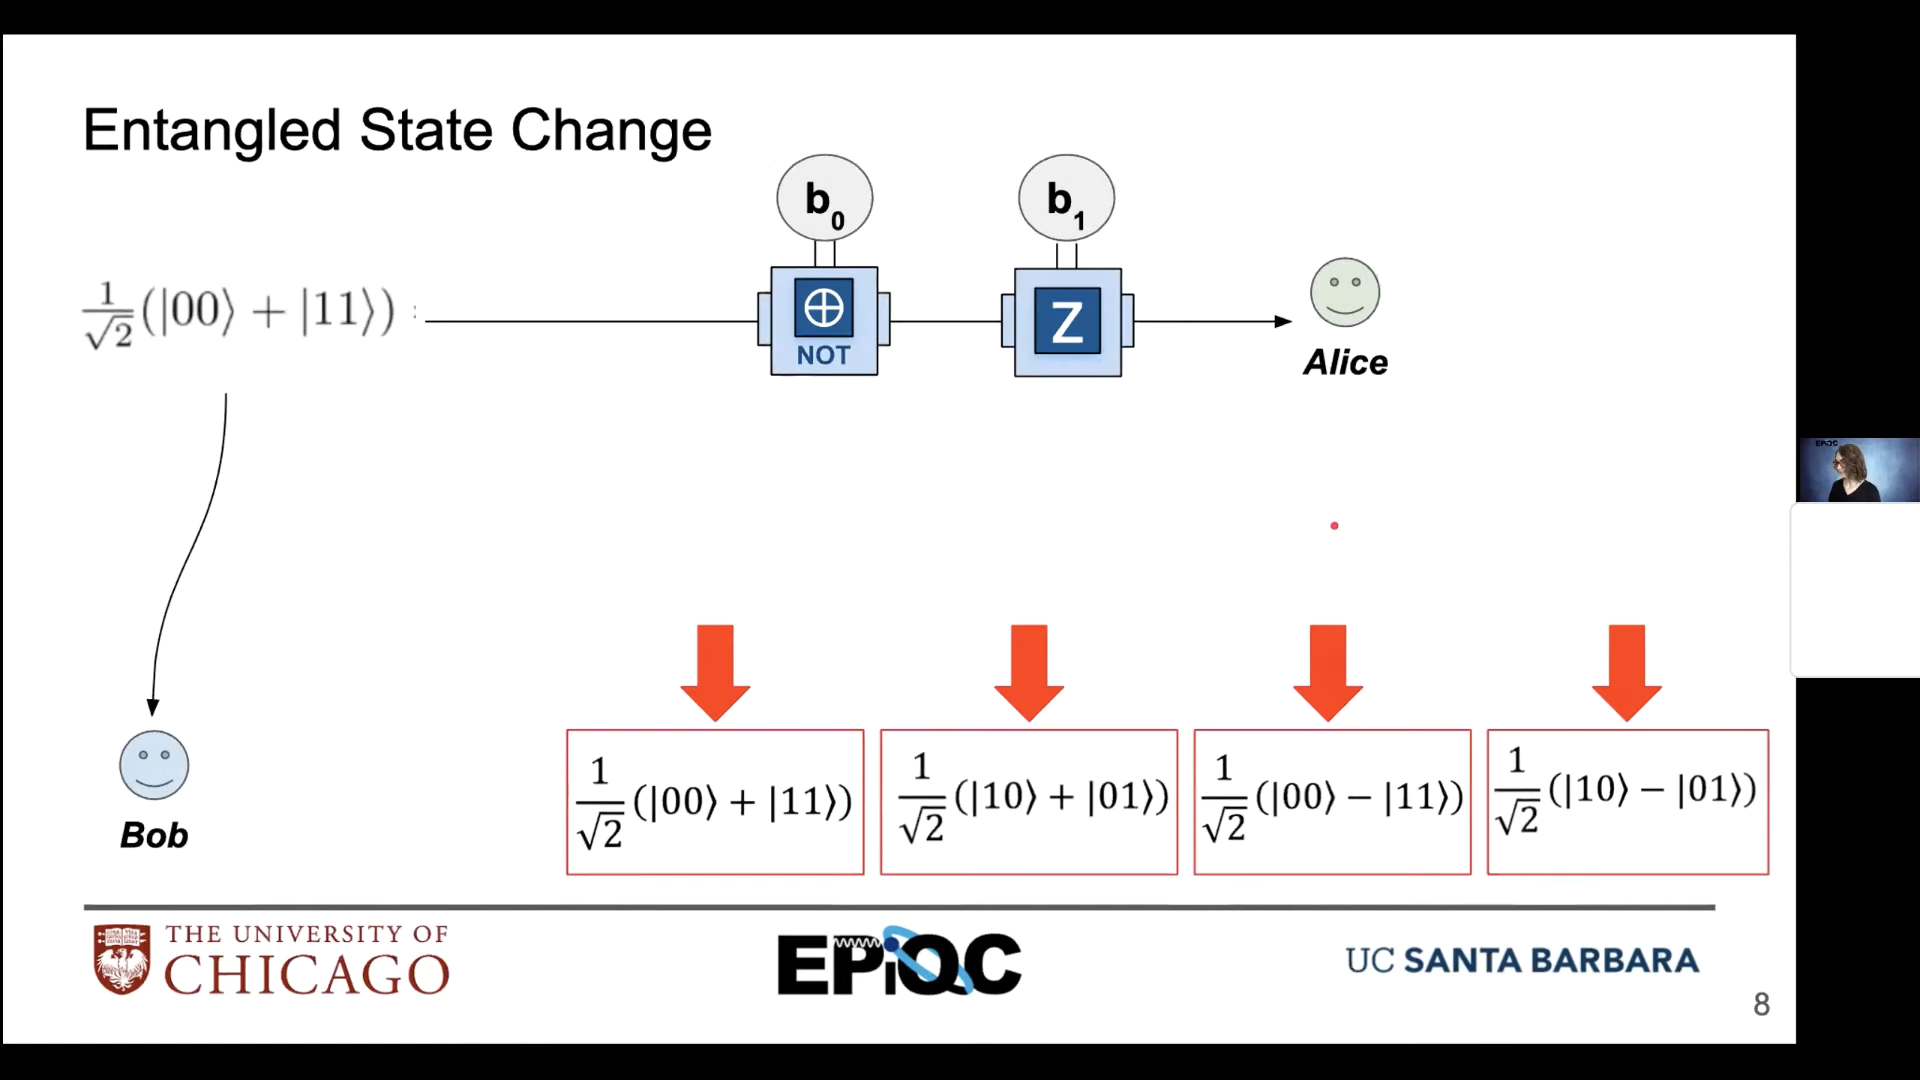 Entangled State Change
b₀
b₁
1/√2(|00⟩ + |11⟩) :
⊕
NOT
Z
Alice
Bob
1/√2(|00⟩ + |11⟩)
1/√2(|10⟩ + |01⟩)
1/√2(|00⟩ − |11⟩)
1/√2(|10⟩ − |01⟩)
THE UNIVERSITY OF
CHICAGO
EPiQC
UC SANTA BARBARA
8
EPiQC